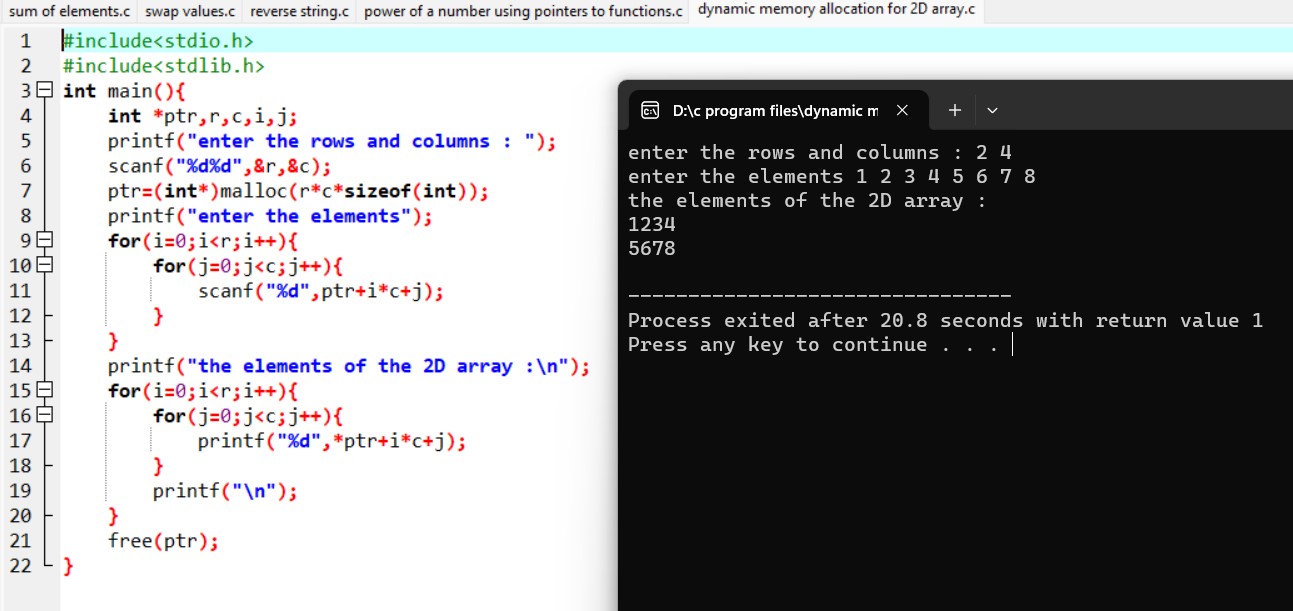 sum of elements.c swap values.c reverse string.c power of a number using pointers to functions.c dynamic memory allocation for 2D array.c
1 #include<stdio.h>
2 #include<stdlib.h>
3 int main(){
4 int *ptr,r,c,i,j;
5 printf("enter the rows and columns : ");
6 scanf("%d%d",&r,&c);
7 ptr=(int*)malloc(r*c*sizeof(int));
8 printf("enter the elements");
9 for(i=0;i<r;i++){
10 for(j=0;j<c;j++){
11 scanf("%d",ptr+i*c+j);
12 }
13 }
14 printf("the elements of the 2D array :\n");
15 for(i=0;i<r;i++){
16 for(j=0;j<c;j++){
17 printf("%d",*ptr+i*c+j);
18 }
19 printf("\n");
20 }
21 free(ptr);
22 }
D:\c program files\dynamic m
enter the rows and columns : 2 4
enter the elements 1 2 3 4 5 6 7 8
the elements of the 2D array :
1234
5678
--------------------------------
Process exited after 20.8 seconds with return value 1
Press any key to continue . . .